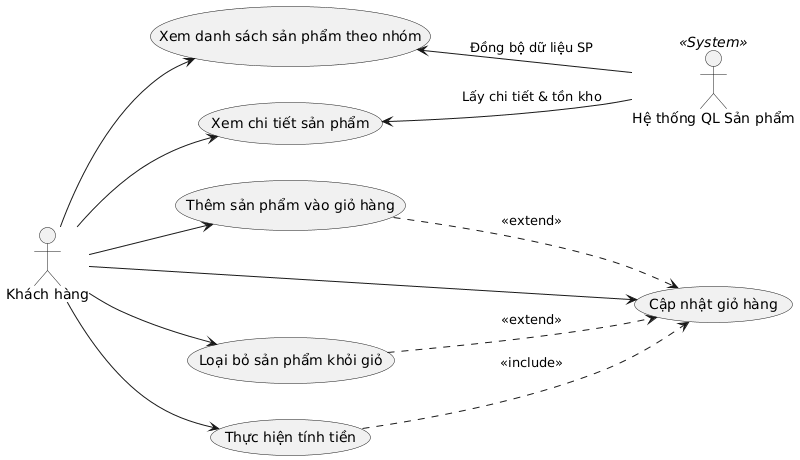 Xem danh sách sản phẩm theo nhóm
Đồng bộ dữ liệu SP
«System»
Hệ thống QL Sản phẩm
Xem chi tiết sản phẩm
Lấy chi tiết & tồn kho
Thêm sản phẩm vào giỏ hàng
«extend»
Khách hàng
Cập nhật giỏ hàng
Loại bỏ sản phẩm khỏi giỏ
«extend»
«include»
Thực hiện tính tiền